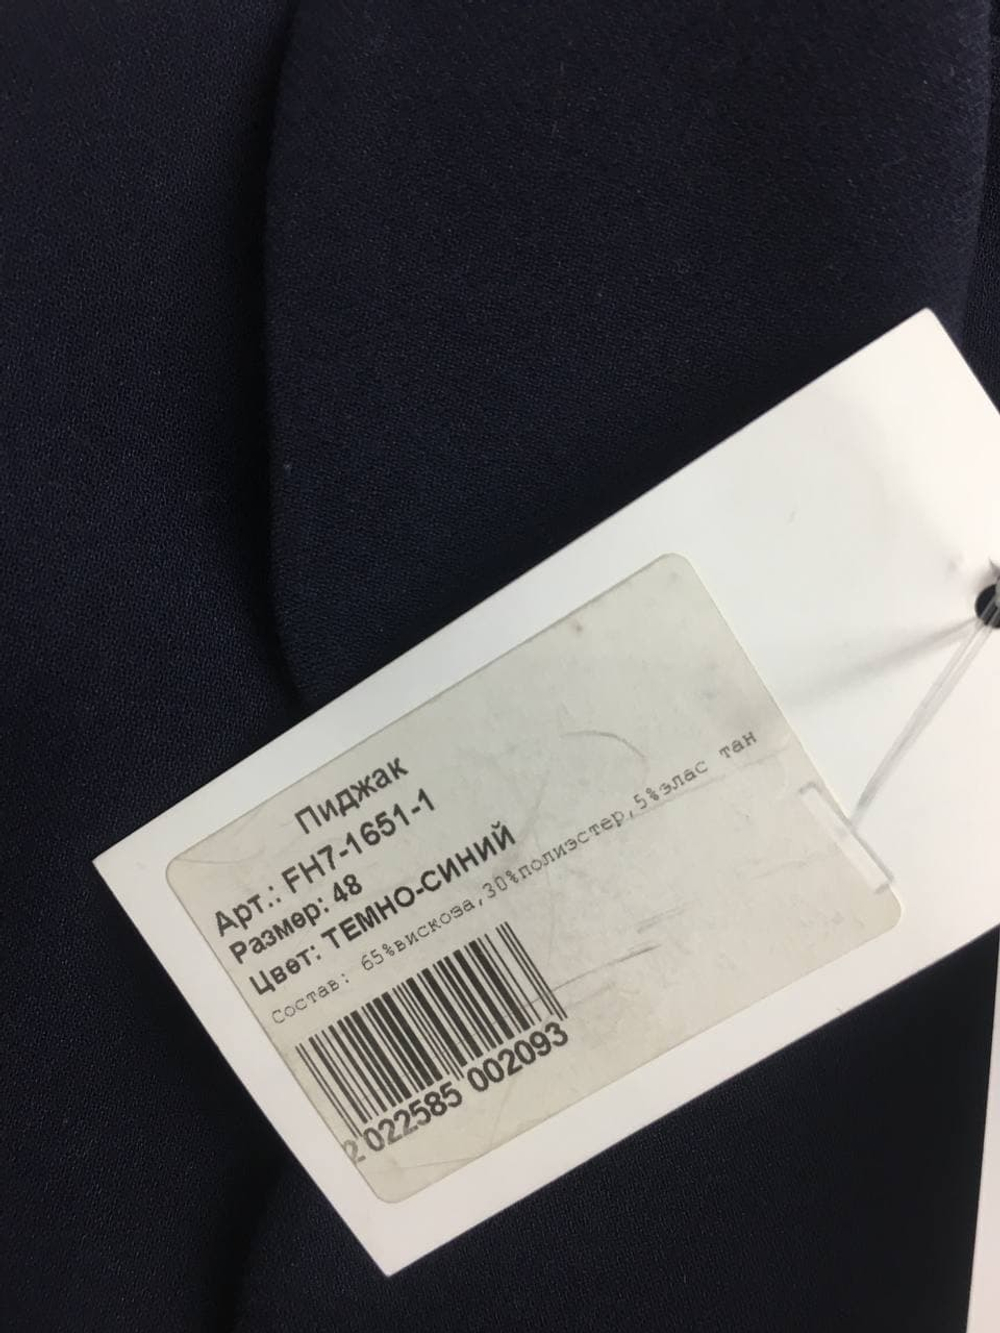 Пиджак
Арт.: FH7-1651-1
Размер: 48
Цвет: ТЕМНО-СИНИЙ
состав: 65%вискоза,30%полиэстер,5%элас тан
2 022585 002093